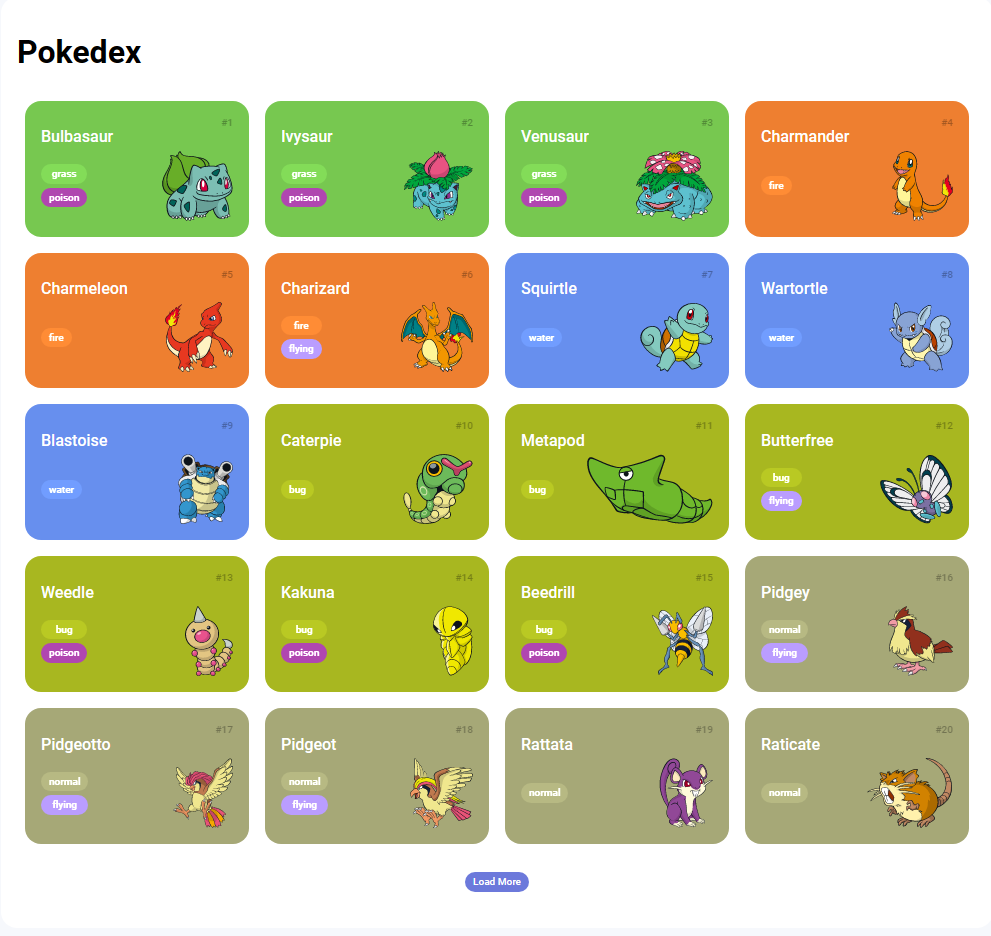 Pokedex
#1
Bulbasaur
grass
poison
#2
Ivysaur
grass
poison
#3
Venusaur
grass
poison
#4
Charmander
fire
#5
Charmeleon
fire
#6
Charizard
fire
flying
#7
Squirtle
water
#8
Wartortle
water
#9
Blastoise
water
#10
Caterpie
bug
#11
Metapod
bug
#12
Butterfree
bug
flying
#13
Weedle
bug
poison
#14
Kakuna
bug
poison
#15
Beedrill
bug
poison
#16
Pidgey
normal
flying
#17
Pidgeotto
normal
flying
#18
Pidgeot
normal
flying
#19
Rattata
normal
#20
Raticate
normal
Load More